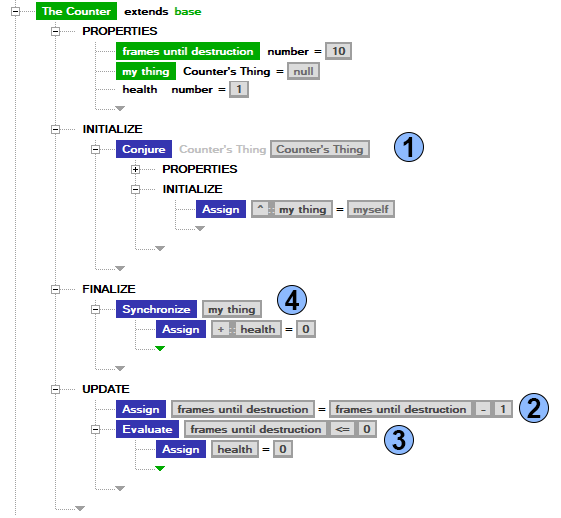 The Counter extends base
PROPERTIES
frames until destruction number = 10
my thing Counter's Thing = null
health number = 1
INITIALIZE
Conjure Counter's Thing Counter's Thing 1
PROPERTIES
INITIALIZE
Assign ^ my thing = myself
FINALIZE
Synchronize my thing 4
Assign + health = 0
UPDATE
Assign frames until destruction = frames until destruction - 1 2
Evaluate frames until destruction <= 0 3
Assign health = 0